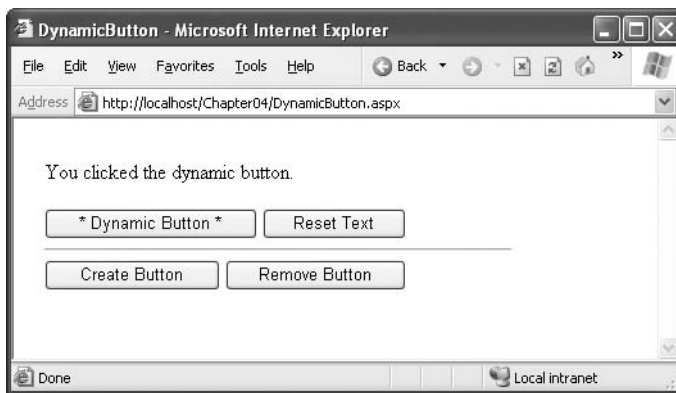 DynamicButton - Microsoft Internet Explorer
File Edit View Favorites Tools Help Back »
Address http://localhost/Chapter04/DynamicButton.aspx
You clicked the dynamic button.
* Dynamic Button * Reset Text
Create Button Remove Button
Done Local intranet